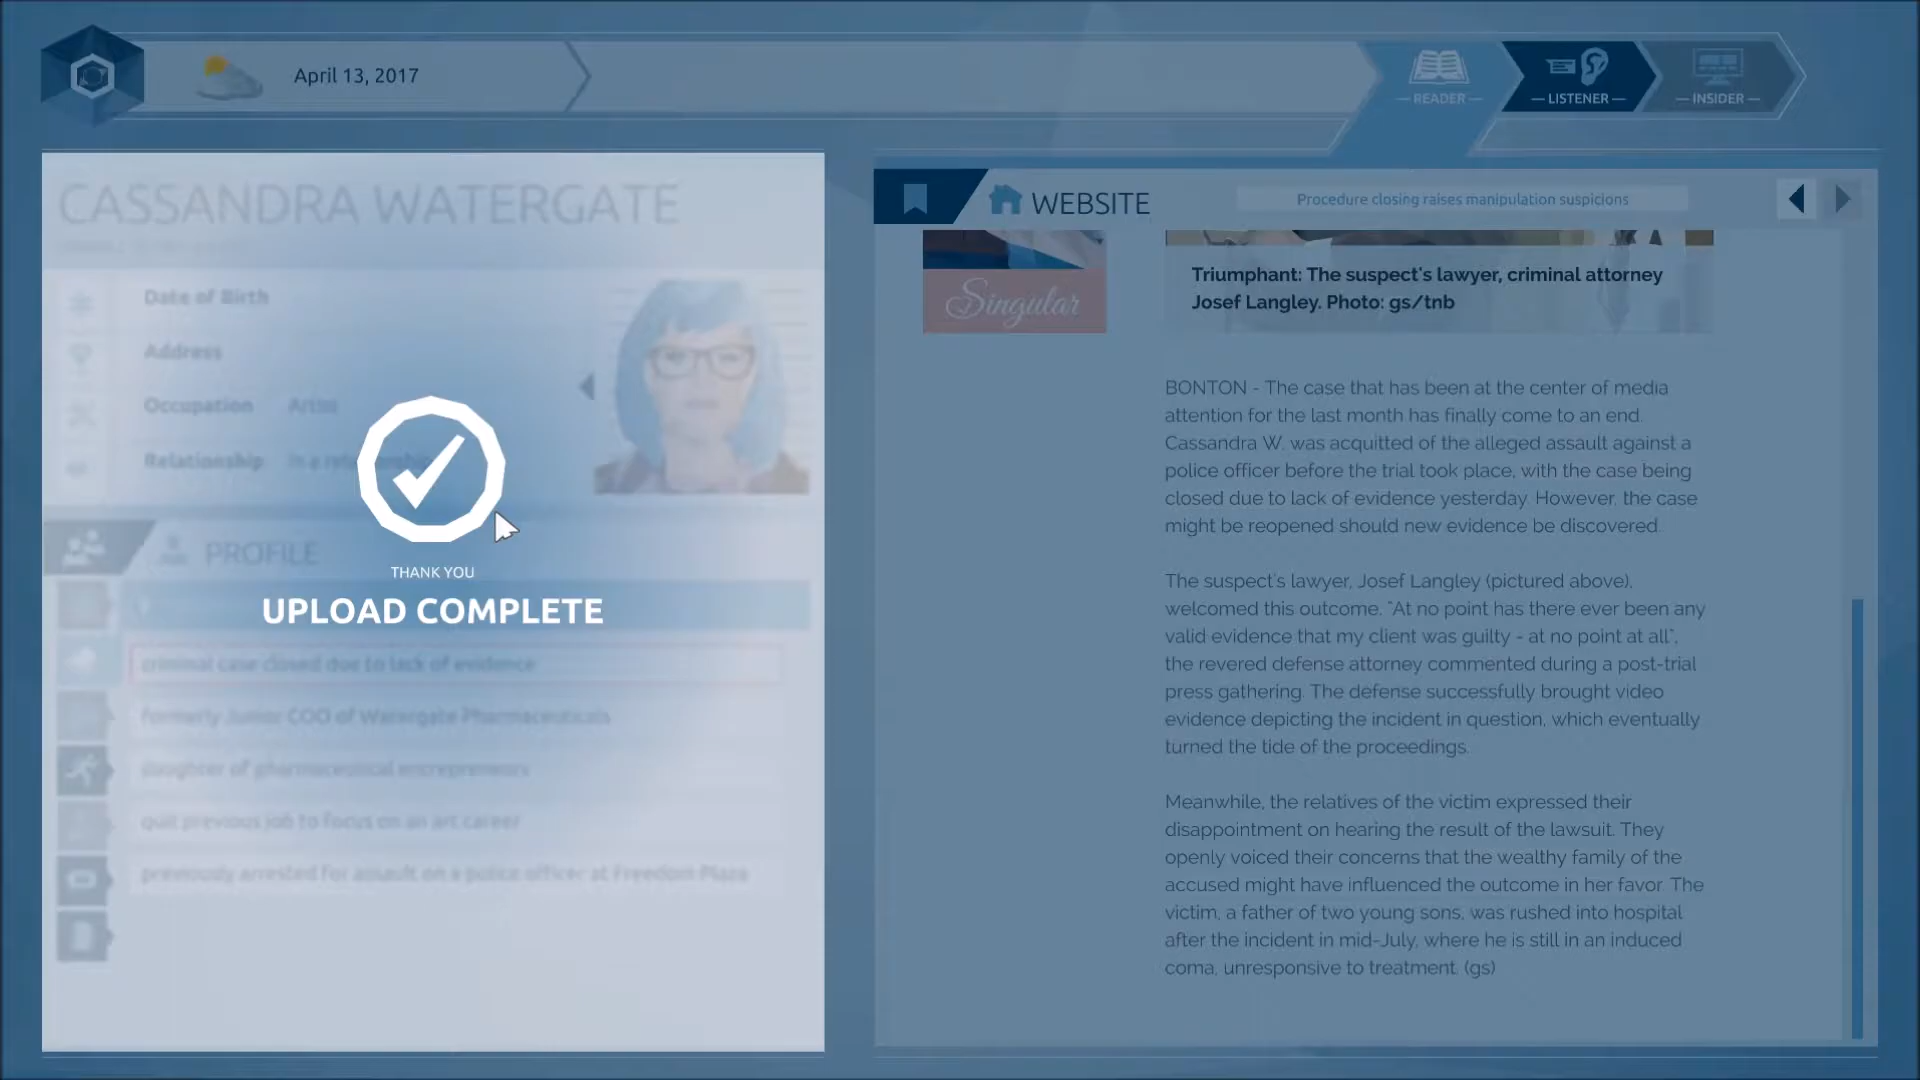 April 13, 2017
READER
LISTENER
INSIDER
CASSANDRA WATERGATE
Date of Birth
Address
Occupation Artist
Relationship In a relationship
PROFILE
THANK YOU
UPLOAD COMPLETE
criminal case closed due to lack of evidence
formerly Junior COO of Watergate Pharmaceuticals
daughter of pharmaceutical entrepreneurs
quit previous job to focus on an art career
previously arrested for assault on a police officer at Freedom Plaza
WEBSITE
Procedure closing raises manipulation suspicions
Singular
Triumphant: The suspect's lawyer, criminal attorney
Josef Langley. Photo: gs/tnb
BONTON - The case that has been at the center of media
attention for the last month has finally come to an end.
Cassandra W. was acquitted of the alleged assault against a
police officer before the trial took place, with the case being
closed due to lack of evidence yesterday. However, the case
might be reopened should new evidence be discovered.
The suspect's lawyer, Josef Langley (pictured above),
welcomed this outcome. "At no point has there ever been any
valid evidence that my client was guilty - at no point at all",
the revered defense attorney commented during a post-trial
press gathering. The defense successfully brought video
evidence depicting the incident in question, which eventually
turned the tide of the proceedings.
Meanwhile, the relatives of the victim expressed their
disappointment on hearing the result of the lawsuit. They
openly voiced their concerns that the wealthy family of the
accused might have influenced the outcome in her favor. The
victim, a father of two young sons, was rushed into hospital
after the incident in mid-July, where he is still in an induced
coma, unresponsive to treatment. (gs)